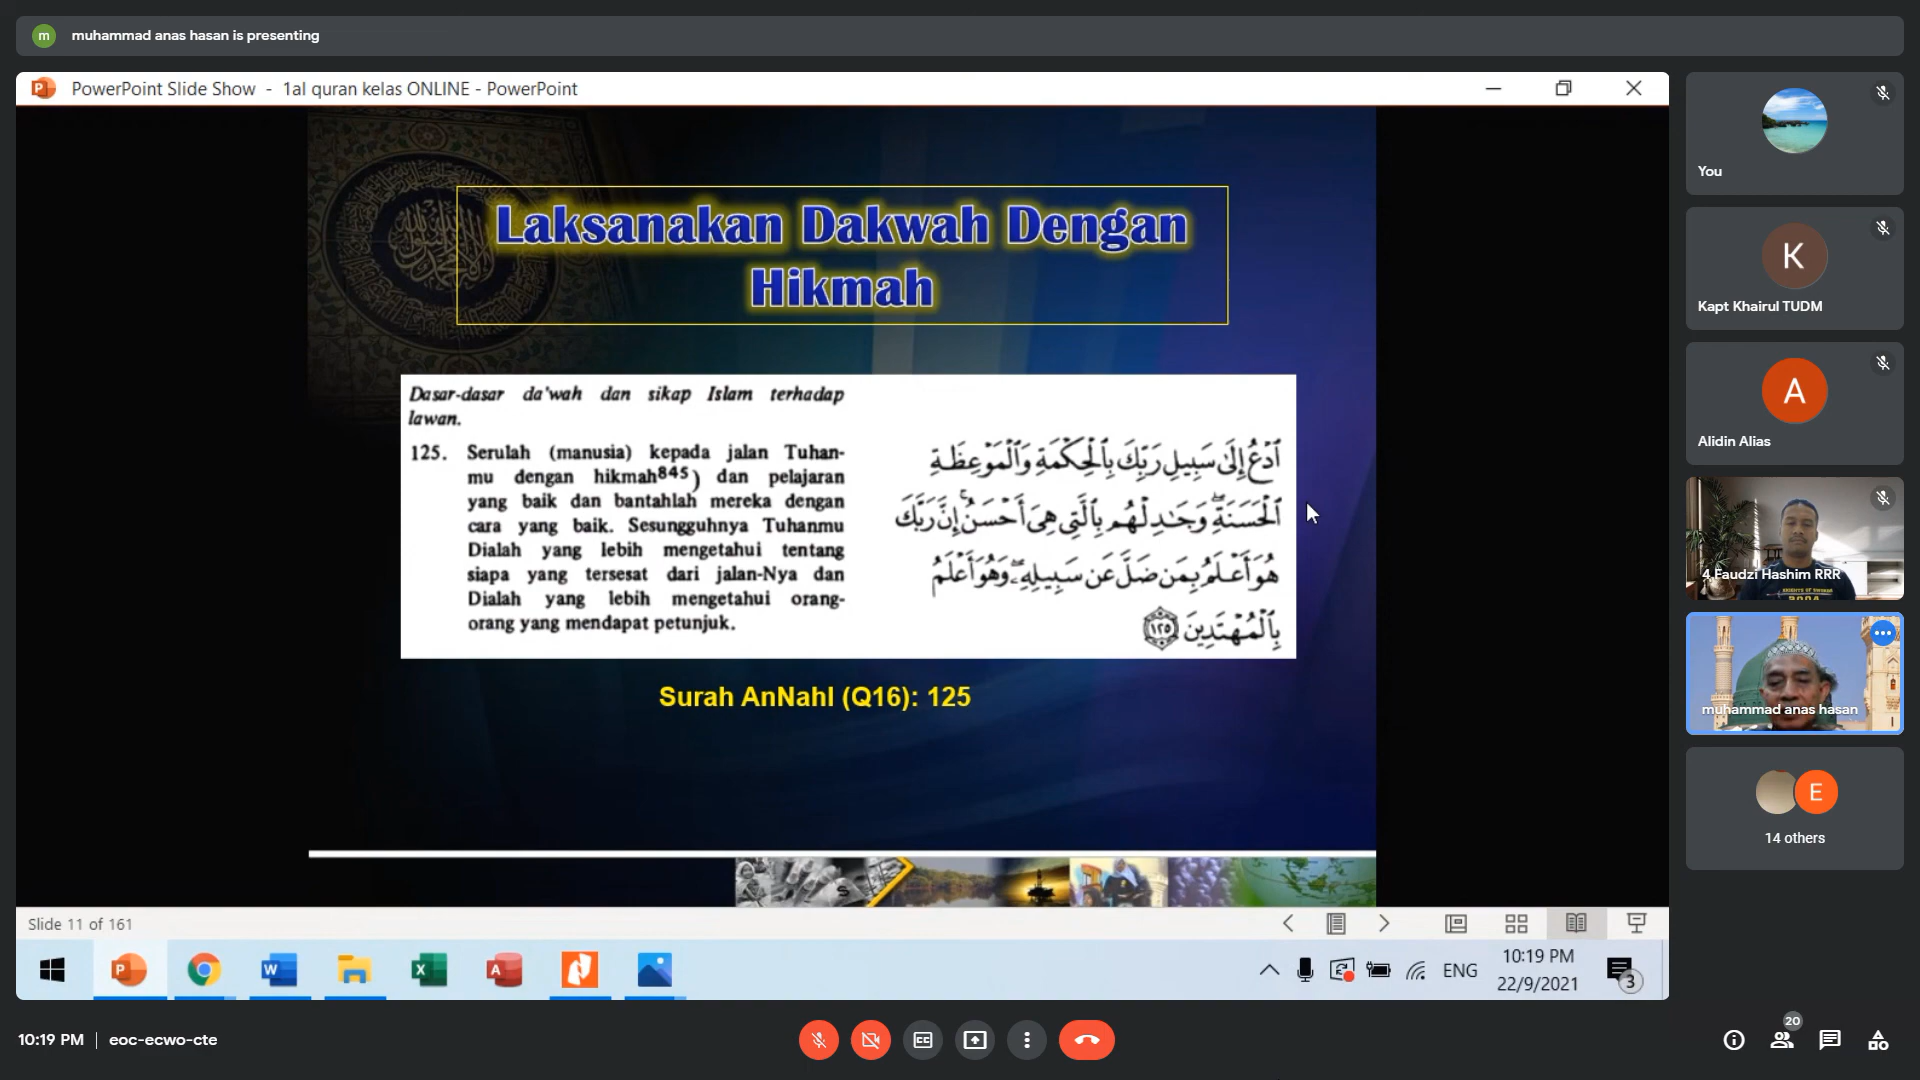 m muhammad anas hasan is presenting
PowerPoint Slide Show - 1al quran kelas ONLINE - PowerPoint
Laksanakan Dakwah Dengan
Hikmah
Dasar-dasar da'wah dan sikap Islam terhadap
lawan.
125. Serulah (manusia) kepada jalan Tuhan-
mu dengan hikmah845) dan pelajaran
yang baik dan bantahlah mereka dengan
cara yang baik. Sesungguhnya Tuhanmu
Dialah yang lebih mengetahui tentang
siapa yang tersesat dari jalan-Nya dan
Dialah yang lebih mengetahui orang-
orang yang mendapat petunjuk.
ٱدۡعُ إِلَىٰ سَبِيلِ رَبِّكَ بِٱلۡحِكۡمَةِ وَٱلۡمَوۡعِظَةِ
ٱلۡحَسَنَةِۖ وَجَٰدِلۡهُم بِٱلَّتِي هِيَ أَحۡسَنُۚ إِنَّ رَبَّكَ
هُوَ أَعۡلَمُ بِمَن ضَلَّ عَن سَبِيلِهِۦۖ وَهُوَ أَعۡلَمُ
بِٱلۡمُهۡتَدِينَ ١٢٥
Surah AnNahl (Q16): 125
Slide 11 of 161
ENG
10:19 PM
22/9/2021
3
You
K
Kapt Khairul TUDM
A
Alidin Alias
4.Faudzi Hashim RRR
muhammad anas hasan
E
14 others
10:19 PM | eoc-ecwo-cte
20